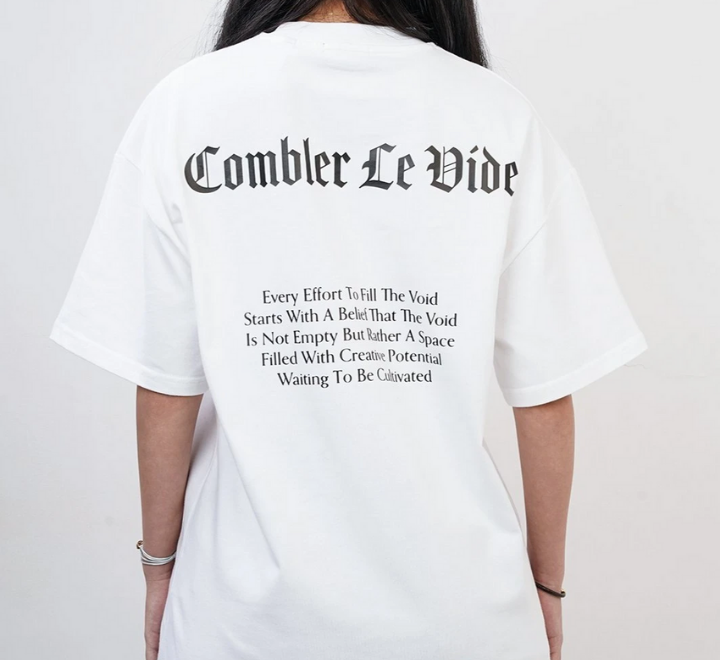 Combler Le Vide
Every Effort To Fill The Void
Starts With A Belief That The Void
Is Not Empty But Rather A Space
Filled With Creative Potential
Waiting To Be Cultivated